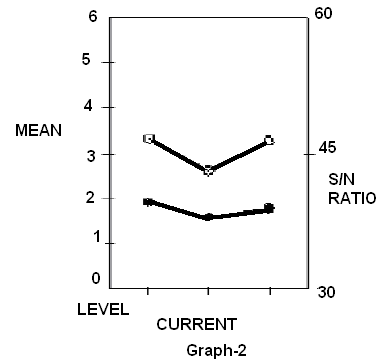 6
5
4
MEAN
3
2
1
0
60
45
S/N
RATIO
30
LEVEL
CURRENT
Graph-2